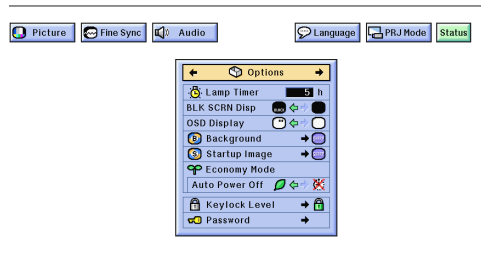 Picture
Fine Sync
Audio
Language
PRJ Mode
Status
Options
Lamp Timer 5 h
BLK SCRN Disp
OSD Display
Background
Startup Image
Economy Mode
Auto Power Off
Keylock Level
Password